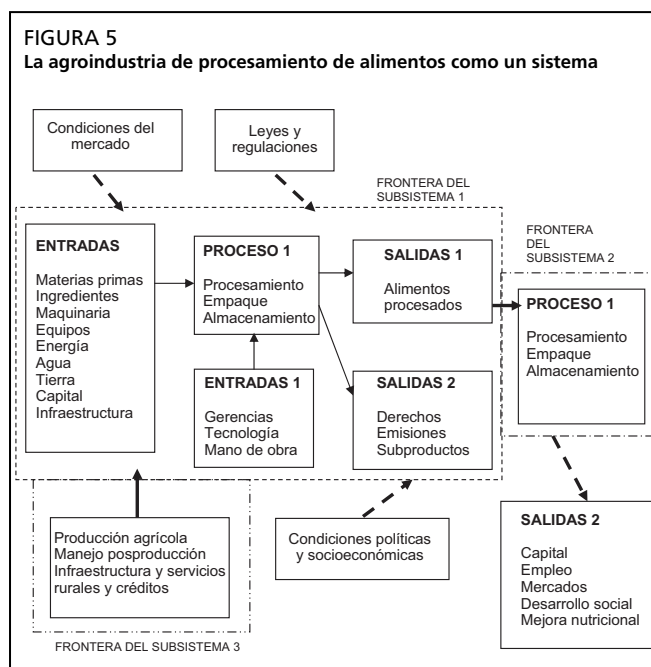 FIGURA 5
La agroindustria de procesamiento de alimentos como un sistema
Condiciones del
mercado
Leyes y
regulaciones
FRONTERA DEL
SUBSISTEMA 1
FRONTERA
DEL
SUBSISTEMA 2
ENTRADAS
Materias primas
Ingredientes
Maquinaria
Equipos
Energía
Agua
Tierra
Capital
Infraestructura
PROCESO 1
Procesamiento
Empaque
Almacenamiento
SALIDAS 1
Alimentos
procesados
PROCESO 1
Procesamiento
Empaque
Almacenamiento
ENTRADAS 1
Gerencias
Tecnología
Mano de obra
SALIDAS 2
Derechos
Emisiones
Subproductos
Producción agrícola
Manejo posproducción
Infraestructura y servicios
rurales y créditos
Condiciones políticas
y socioeconómicas
SALIDAS 2
Capital
Empleo
Mercados
Desarrollo social
Mejora nutricional
FRONTERA DEL SUBSISTEMA 3